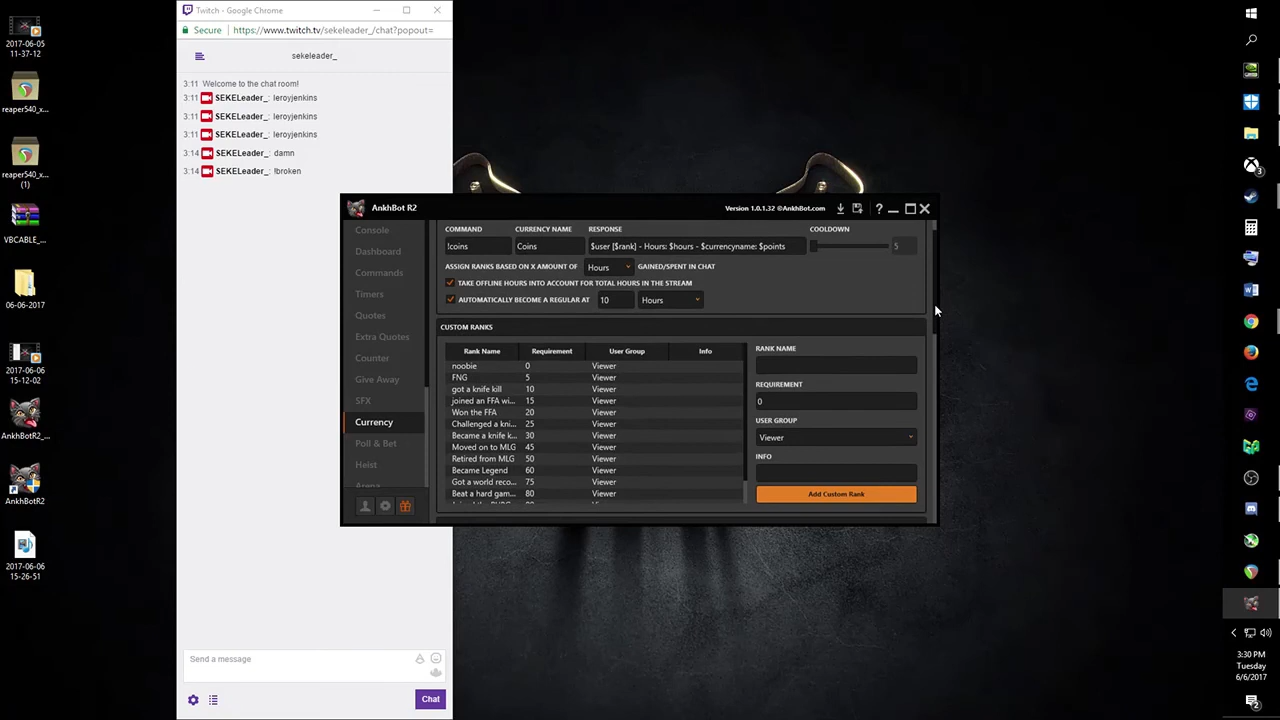 2017-06-05
11-37-12
reaper540_x...
reaper540_x...
(1)
VBCABLE_...
06-06-2017
2017-06-06
15-12-02
AnkhBotR2_...
AnkhBotR2
2017-06-06
15-26-51
Twitch - Google Chrome
Secure https://www.twitch.tv/sekeleader_/chat?popout=
sekeleader_
3:11 Welcome to the chat room!
3:11 SEKELeader_: leroyjenkins
3:11 SEKELeader_: leroyjenkins
3:11 SEKELeader_: leroyjenkins
3:14 SEKELeader_: damn
3:14 SEKELeader_: !broken
Send a message
Chat
AnkhBot R2
Version 1.0.1.32 ©AnkhBot.com
?
Console
Dashboard
Commands
Timers
Quotes
Extra Quotes
Counter
Give Away
SFX
Currency
Poll & Bet
Heist
Arena
COMMAND CURRENCY NAME RESPONSE COOLDOWN
!coins Coins $user [$rank] - Hours: $hours - $currencyname: $points 5
ASSIGN RANKS BASED ON X AMOUNT OF Hours GAINED/SPENT IN CHAT
TAKE OFFLINE HOURS INTO ACCOUNT FOR TOTAL HOURS IN THE STREAM
AUTOMATICALLY BECOME A REGULAR AT 10 Hours
CUSTOM RANKS
Rank Name Requirement User Group Info
noobie 0 Viewer
FNG 5 Viewer
got a knife kill 10 Viewer
joined an FFA wi... 15 Viewer
Won the FFA 20 Viewer
Challenged a kni... 25 Viewer
Became a knife k... 30 Viewer
Moved on to MLG 45 Viewer
Retired from MLG 50 Viewer
Became Legend 60 Viewer
Got a world reco... 75 Viewer
Beat a hard gam... 80 Viewer
RANK NAME
REQUIREMENT
0
USER GROUP
Viewer
INFO
Add Custom Rank
3
3:30 PM
Tuesday
6/6/2017
2